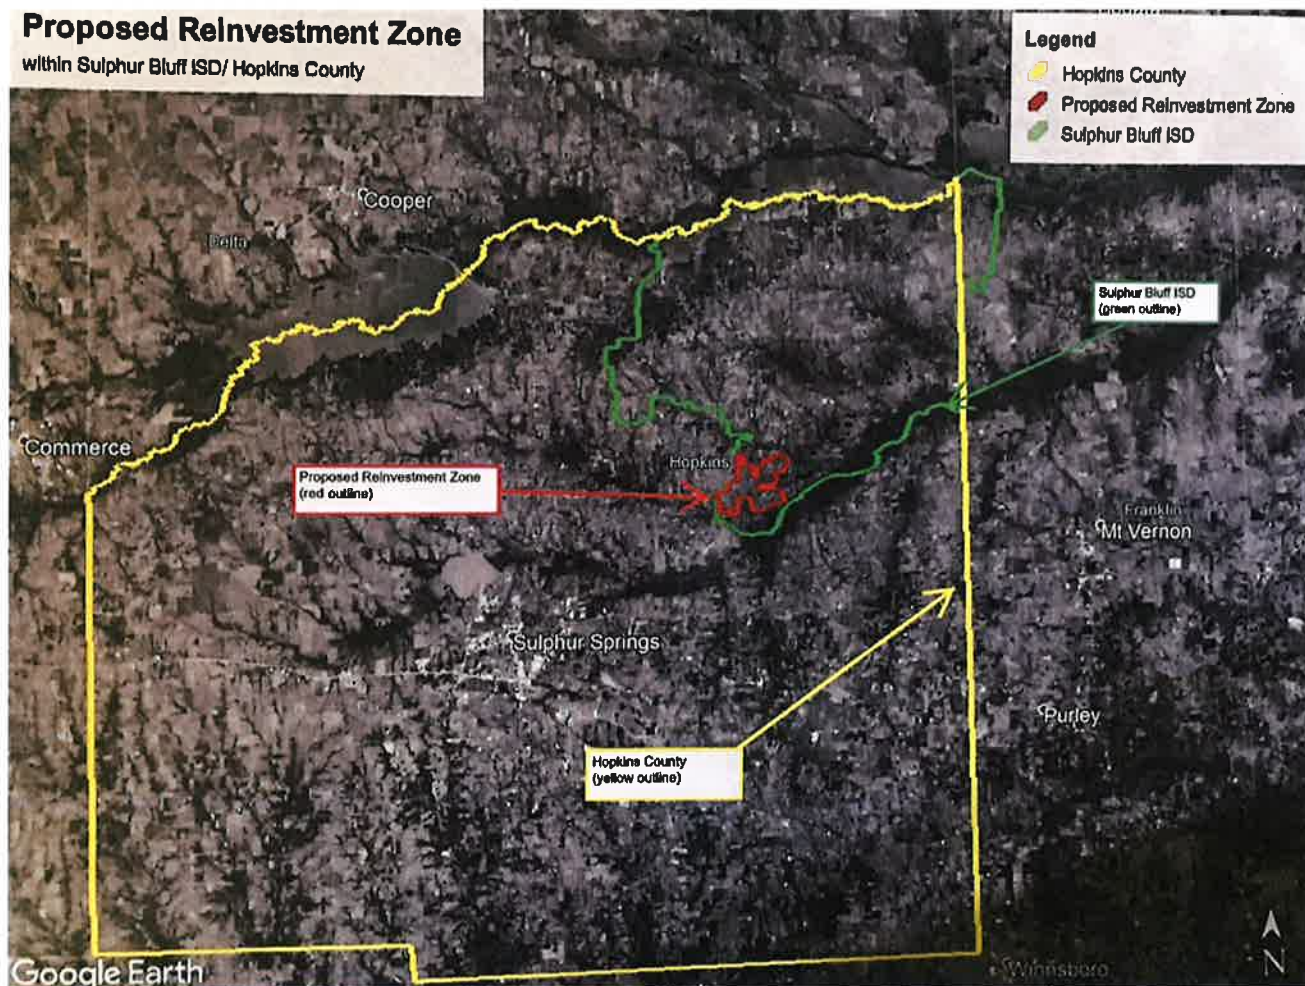 Proposed Reinvestment Zone
within Sulphur Bluff ISD/ Hopkins County
Legend
Hopkins County
Proposed Reinvestment Zone
Sulphur Bluff ISD
Cooper
Delta
Sulphur Bluff ISD
(green outline)
Commerce
Hopkins
Proposed Reinvestment Zone
(red outline)
Franklin
Mt Vernon
Sulphur Springs
Purley
Hopkins County
(yellow outline)
Google Earth
Winnsboro
N